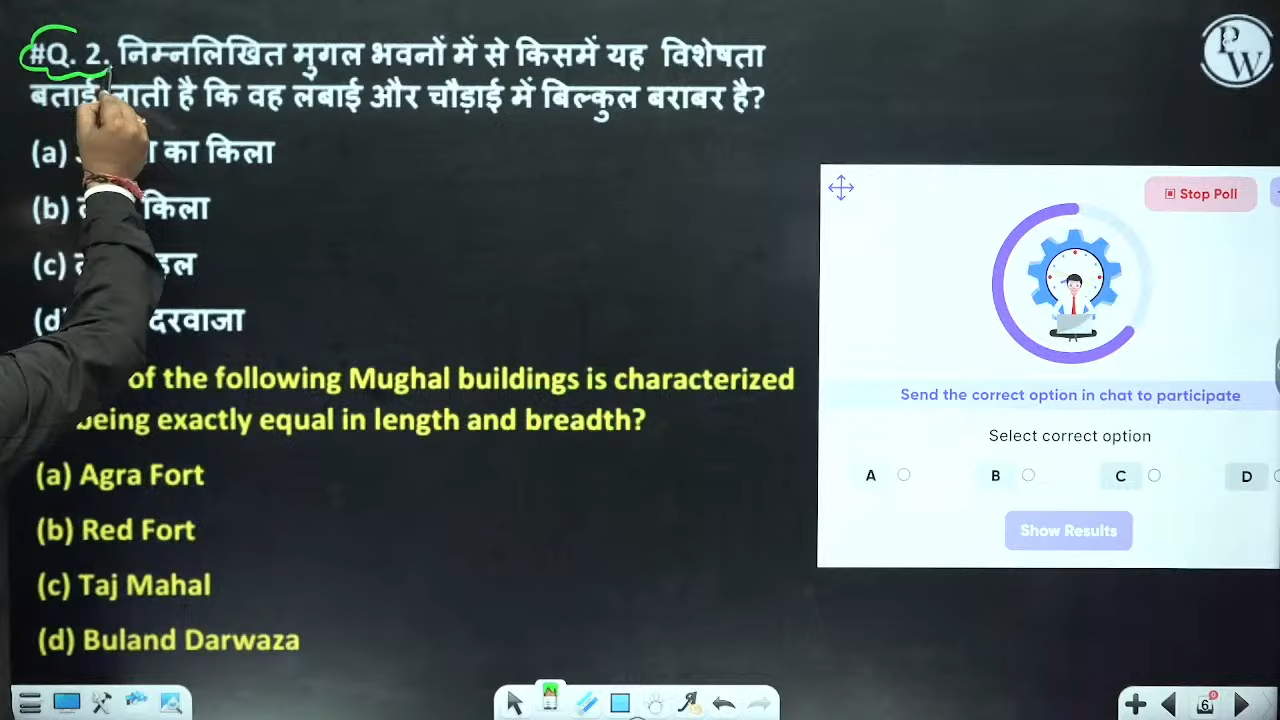 #Q. 2. निम्नलिखित मुगल भवनों में से किसमें यह विशेषता
बताई जाती है कि वह लंबाई और चौड़ाई में बिल्कुल बराबर है?
(a) का किला
(b) किला
(c)
(d) दरवाजा
of the following Mughal buildings is characterized
being exactly equal in length and breadth?
(a) Agra Fort
(b) Red Fort
(c) Taj Mahal
(d) Buland Darwaza
PW
Stop Poll
Send the correct option in chat to participate
Select correct option
A B C D
Show Results
6